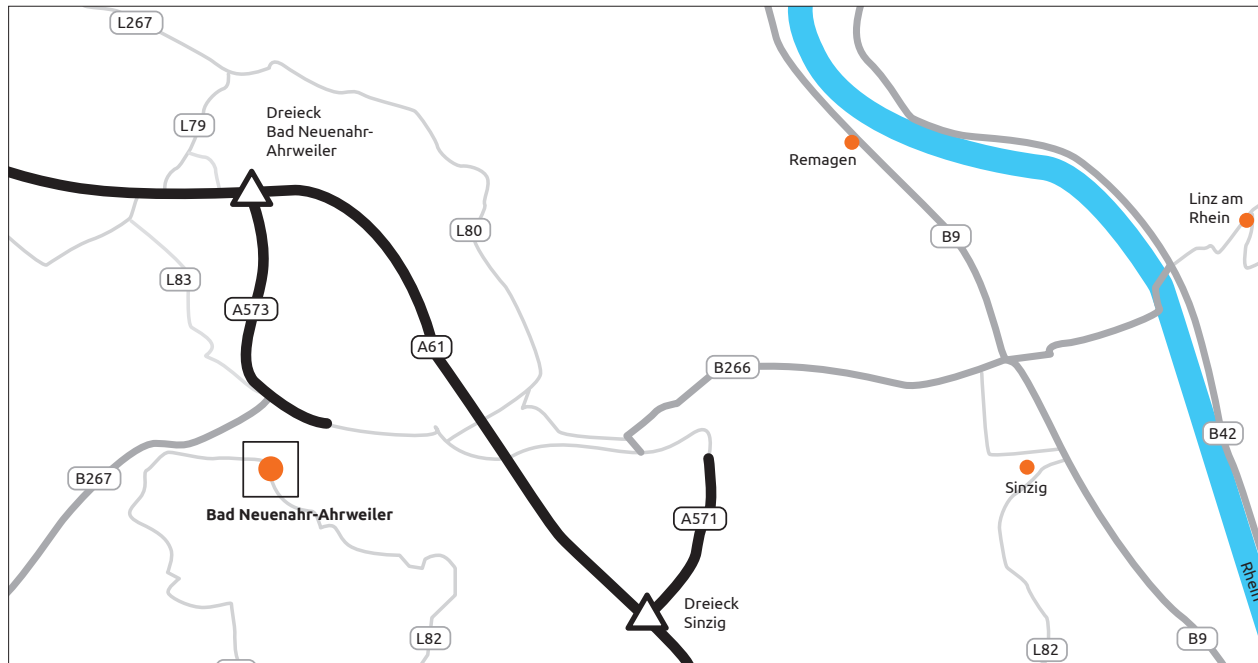 L267
Dreieck
Bad Neuenahr-
Ahrweiler
L79
Remagen
Linz am
Rhein
L80
B9
L83
A573
A61
B266
B42
B267
Sinzig
Bad Neuenahr-Ahrweiler
A571
Rhein
Dreieck
Sinzig
L82
B9
L82